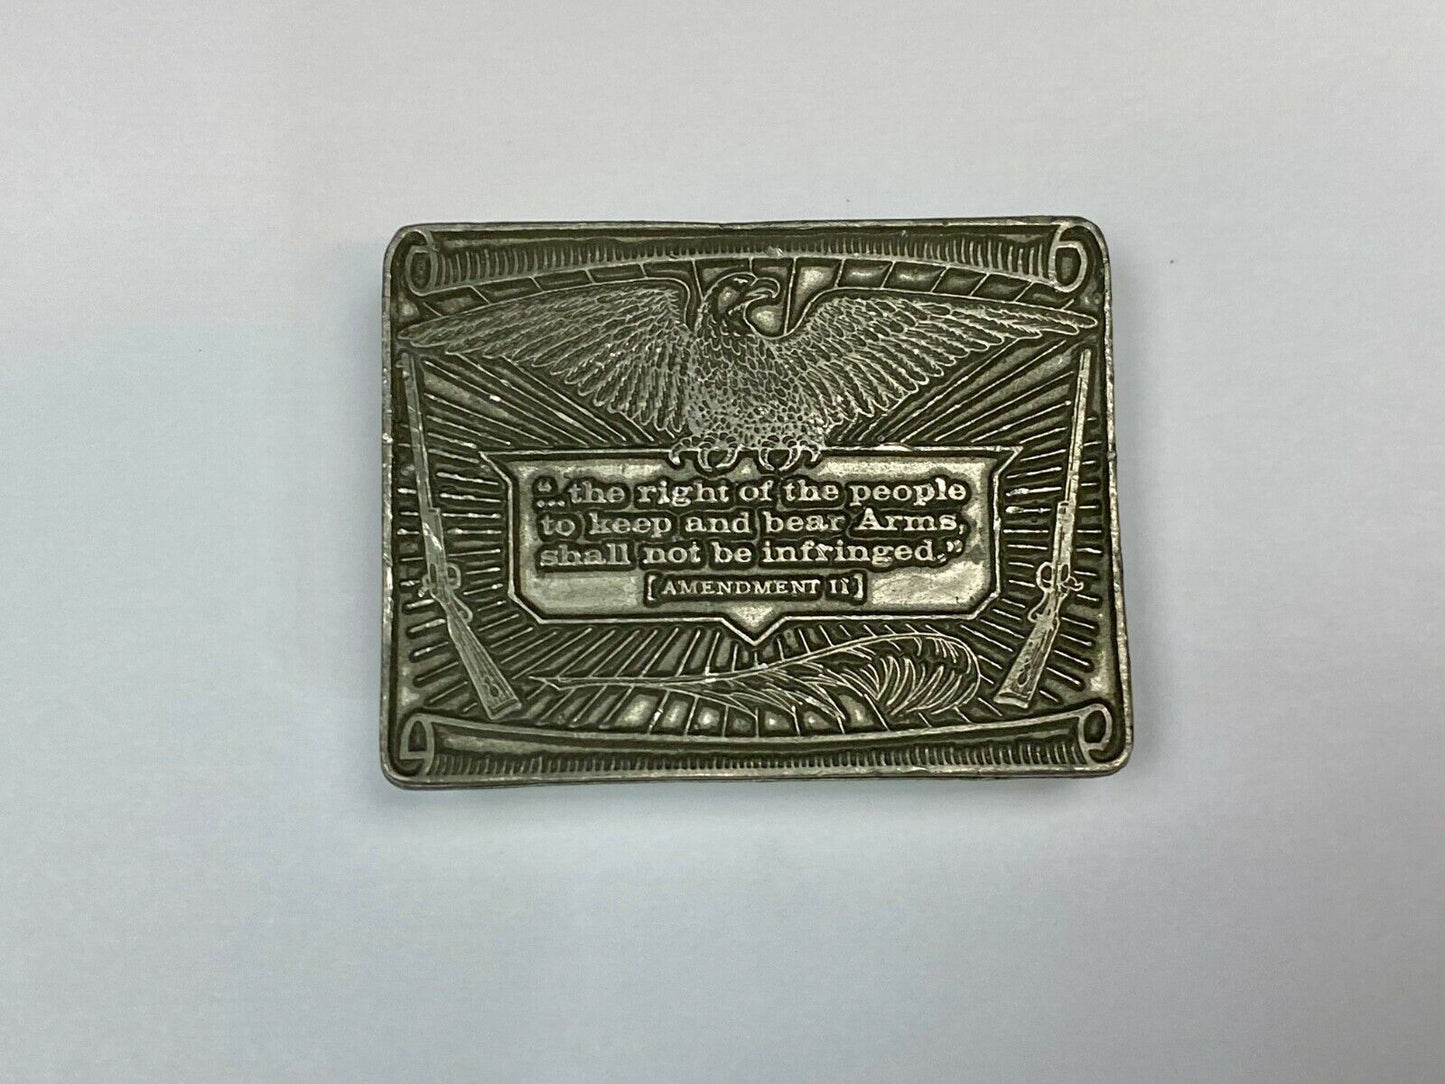 "...the right of the people
to keep and bear Arms,
shall not be infringed."
[AMENDMENT II]